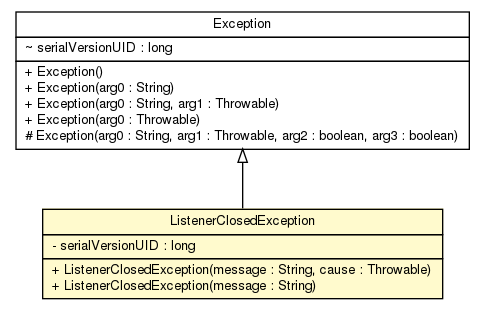 Exception
~ serialVersionUID : long
+ Exception()
+ Exception(arg0 : String)
+ Exception(arg0 : String, arg1 : Throwable)
+ Exception(arg0 : Throwable)
# Exception(arg0 : String, arg1 : Throwable, arg2 : boolean, arg3 : boolean)
ListenerClosedException
- serialVersionUID : long
+ ListenerClosedException(message : String, cause : Throwable)
+ ListenerClosedException(message : String)